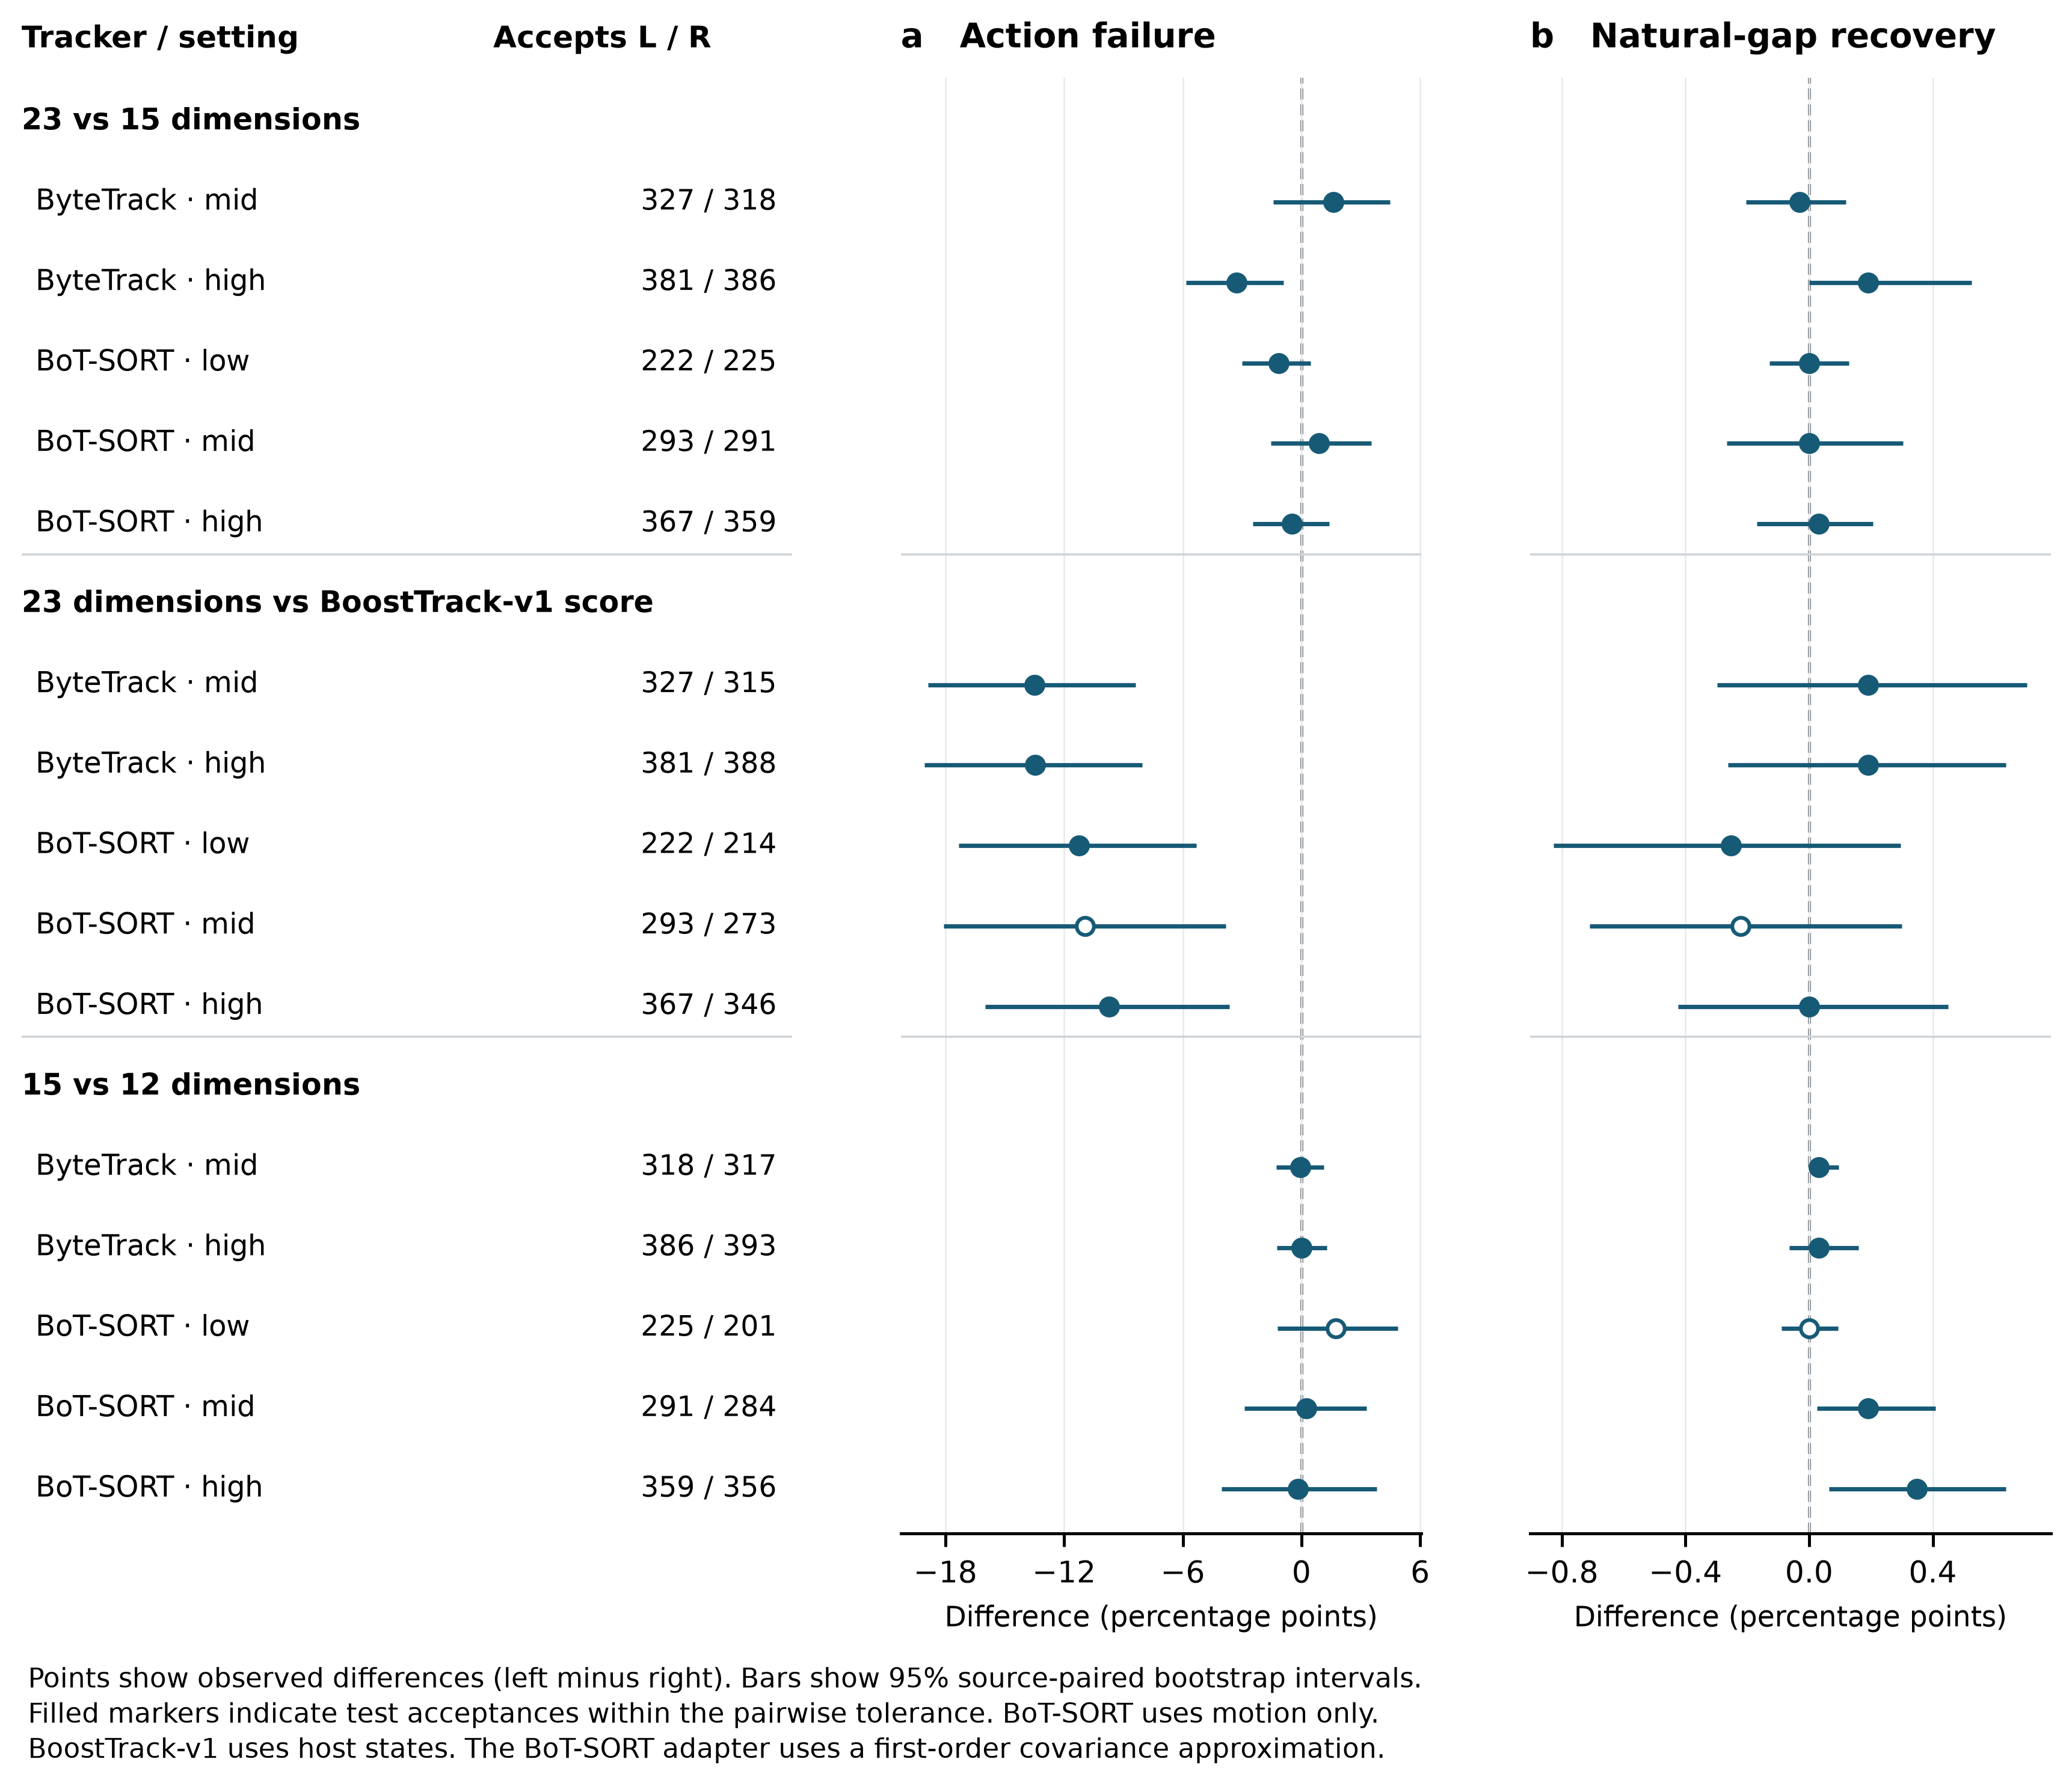 Tracker / setting Accepts L / R a Action failure b Natural-gap recovery
23 vs 15 dimensions
ByteTrack · mid 327 / 318
ByteTrack · high 381 / 386
BoT-SORT · low 222 / 225
BoT-SORT · mid 293 / 291
BoT-SORT · high 367 / 359
23 dimensions vs BoostTrack-v1 score
ByteTrack · mid 327 / 315
ByteTrack · high 381 / 388
BoT-SORT · low 222 / 214
BoT-SORT · mid 293 / 273
BoT-SORT · high 367 / 346
15 vs 12 dimensions
ByteTrack · mid 318 / 317
ByteTrack · high 386 / 393
BoT-SORT · low 225 / 201
BoT-SORT · mid 291 / 284
BoT-SORT · high 359 / 356
−18 −12 −6 0 6 −0.8 −0.4 0.0 0.4
Difference (percentage points) Difference (percentage points)
Points show observed differences (left minus right). Bars show 95% source-paired bootstrap intervals.
Filled markers indicate test acceptances within the pairwise tolerance. BoT-SORT uses motion only.
BoostTrack-v1 uses host states. The BoT-SORT adapter uses a first-order covariance approximation.